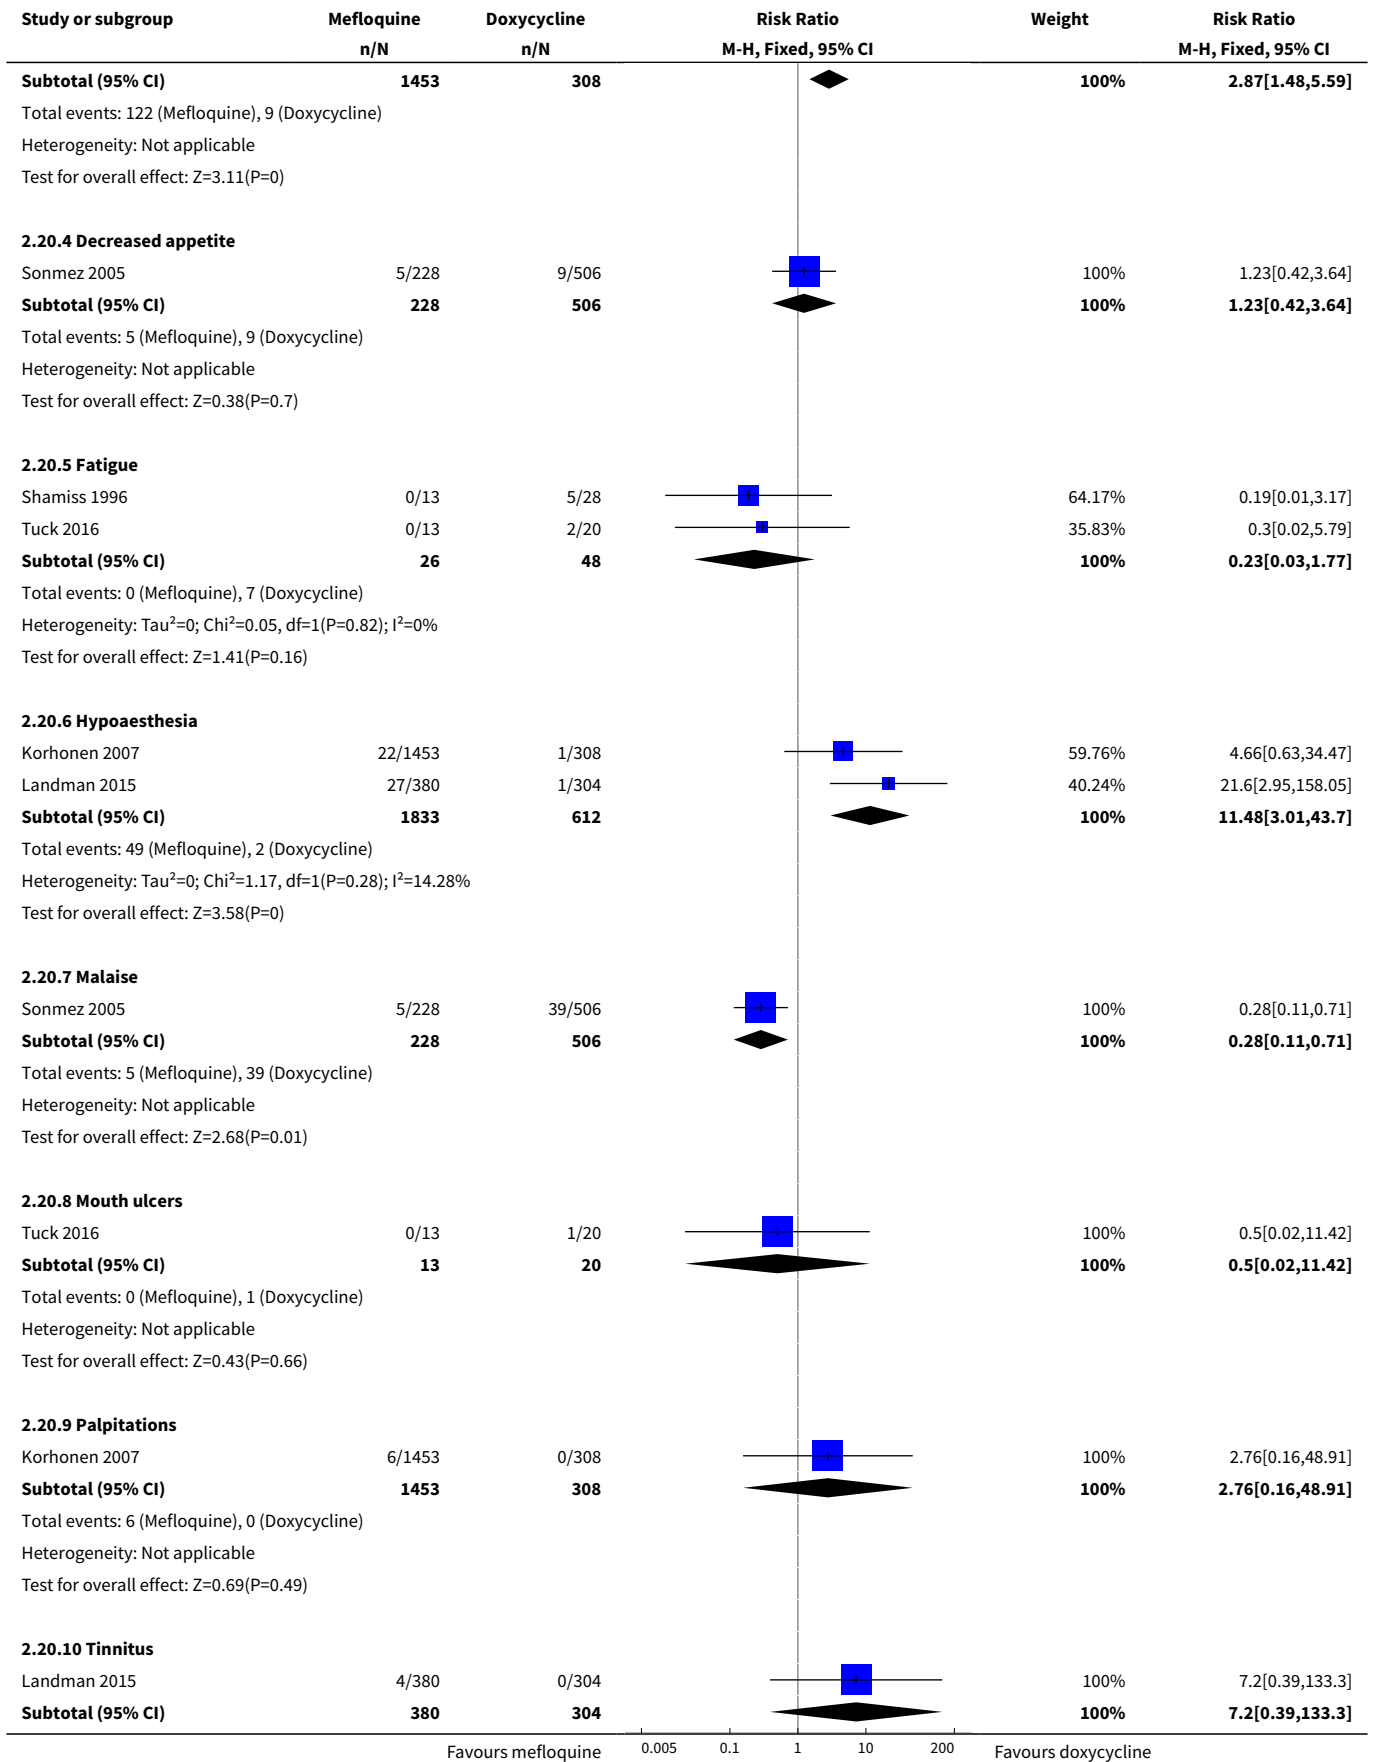 Study or subgroup Mefloquine Doxycycline Risk Ratio Weight Risk Ratio
n/N n/N M-H, Fixed, 95% CI M-H, Fixed, 95% CI
Subtotal (95% CI) 1453 308 100% 2.87[1.48,5.59]
Total events: 122 (Mefloquine), 9 (Doxycycline)
Heterogeneity: Not applicable
Test for overall effect: Z=3.11(P=0)
2.20.4 Decreased appetite
Sonmez 2005 5/228 9/506 100% 1.23[0.42,3.64]
Subtotal (95% CI) 228 506 100% 1.23[0.42,3.64]
Total events: 5 (Mefloquine), 9 (Doxycycline)
Heterogeneity: Not applicable
Test for overall effect: Z=0.38(P=0.7)
2.20.5 Fatigue
Shamiss 1996 0/13 5/28 64.17% 0.19[0.01,3.17]
Tuck 2016 0/13 2/20 35.83% 0.3[0.02,5.79]
Subtotal (95% CI) 26 48 100% 0.23[0.03,1.77]
Total events: 0 (Mefloquine), 7 (Doxycycline)
Heterogeneity: Tau²=0; Chi²=0.05, df=1(P=0.82); I²=0%
Test for overall effect: Z=1.41(P=0.16)
2.20.6 Hypoaesthesia
Korhonen 2007 22/1453 1/308 59.76% 4.66[0.63,34.47]
Landman 2015 27/380 1/304 40.24% 21.6[2.95,158.05]
Subtotal (95% CI) 1833 612 100% 11.48[3.01,43.7]
Total events: 49 (Mefloquine), 2 (Doxycycline)
Heterogeneity: Tau²=0; Chi²=1.17, df=1(P=0.28); I²=14.28%
Test for overall effect: Z=3.58(P=0)
2.20.7 Malaise
Sonmez 2005 5/228 39/506 100% 0.28[0.11,0.71]
Subtotal (95% CI) 228 506 100% 0.28[0.11,0.71]
Total events: 5 (Mefloquine), 39 (Doxycycline)
Heterogeneity: Not applicable
Test for overall effect: Z=2.68(P=0.01)
2.20.8 Mouth ulcers
Tuck 2016 0/13 1/20 100% 0.5[0.02,11.42]
Subtotal (95% CI) 13 20 100% 0.5[0.02,11.42]
Total events: 0 (Mefloquine), 1 (Doxycycline)
Heterogeneity: Not applicable
Test for overall effect: Z=0.43(P=0.66)
2.20.9 Palpitations
Korhonen 2007 6/1453 0/308 100% 2.76[0.16,48.91]
Subtotal (95% CI) 1453 308 100% 2.76[0.16,48.91]
Total events: 6 (Mefloquine), 0 (Doxycycline)
Heterogeneity: Not applicable
Test for overall effect: Z=0.69(P=0.49)
2.20.10 Tinnitus
Landman 2015 4/380 0/304 100% 7.2[0.39,133.3]
Subtotal (95% CI) 380 304 100% 7.2[0.39,133.3]
Favours mefloquine 0.005 0.1 1 10 200 Favours doxycycline